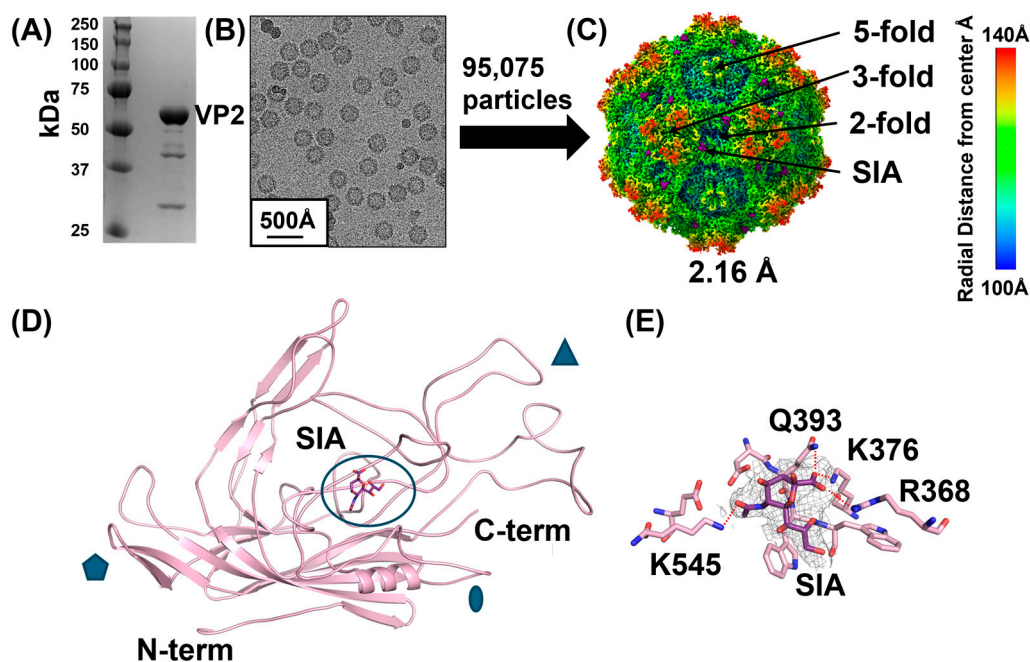 (A)
kDa
250
150
100
75
50
37
25
VP2
(B)
500Å
95,075
particles
(C)
5-fold
3-fold
2-fold
SIA
2.16 Å
140Å
Radial Distance from center Å
100Å
(D)
SIA
C-term
N-term
(E)
Q393
K376
R368
K545
SIA